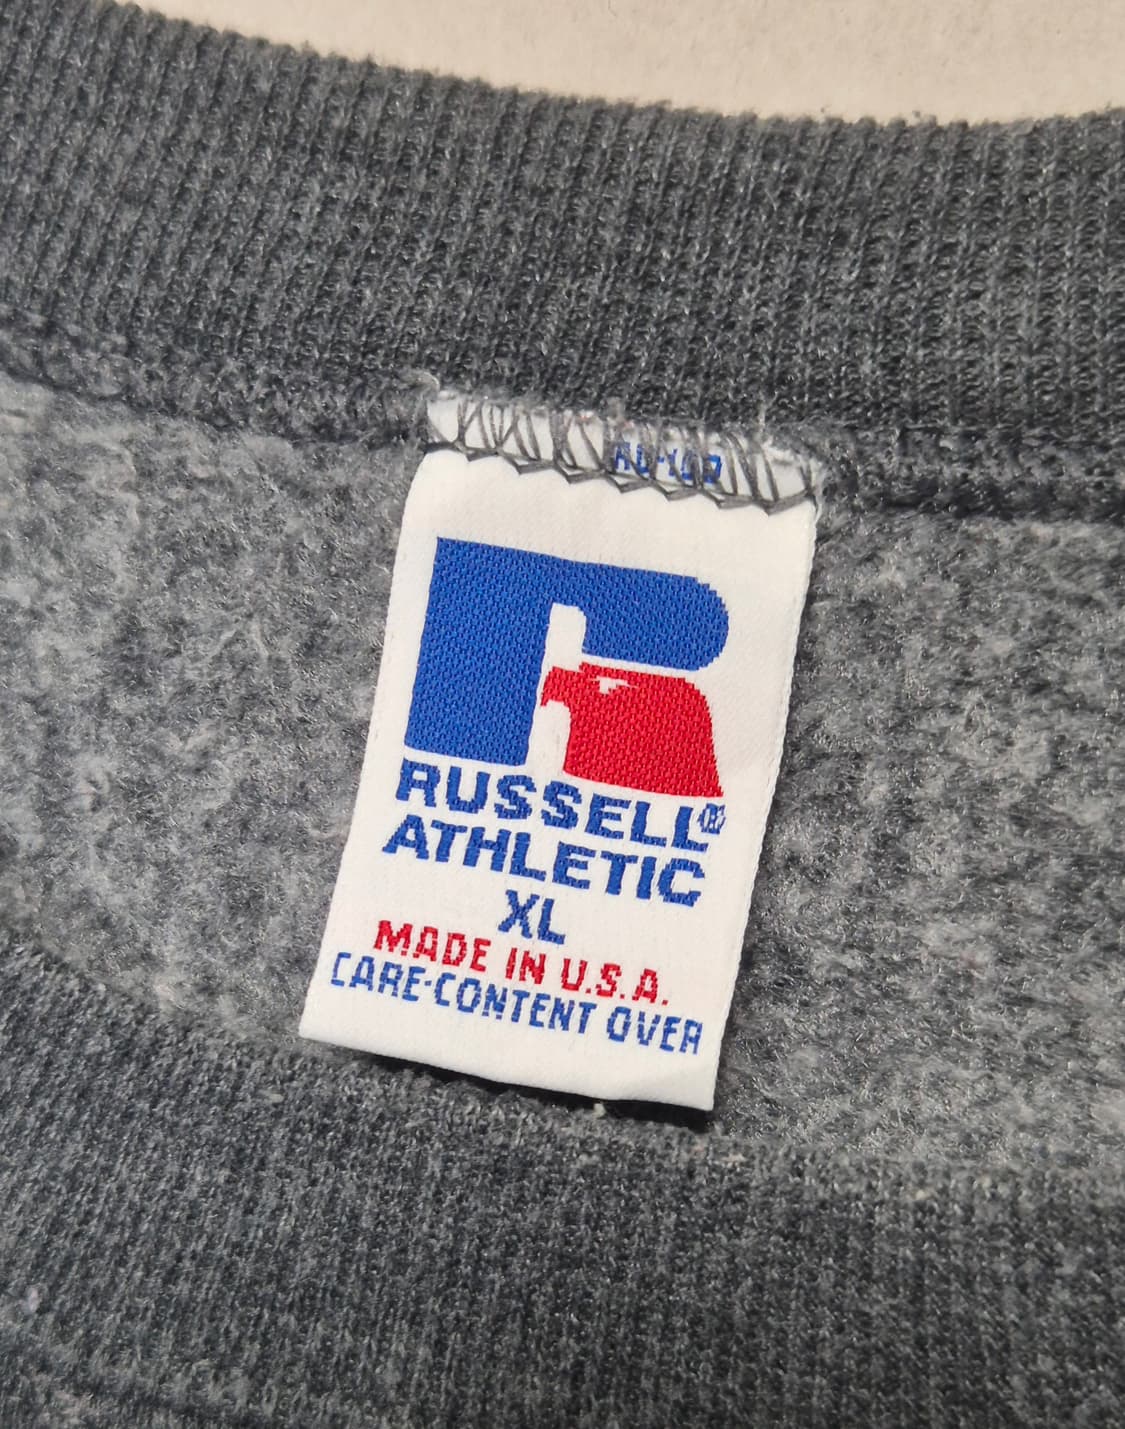 RUSSELL®
ATHLETIC
XL
MADE IN U.S.A.
CARE·CONTENT OVER